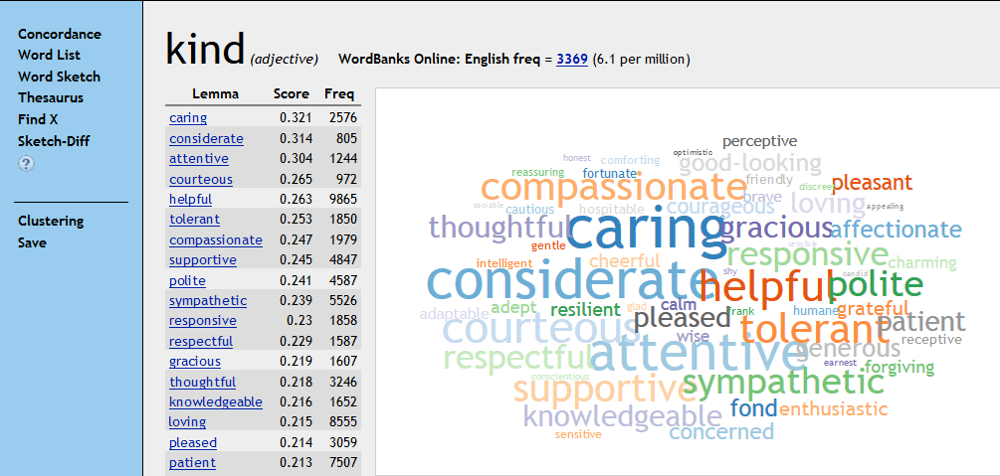 Concordance
Word List
Word Sketch
Thesaurus
Find X
Sketch-Diff
?
Clustering
Save
kind (adjective) WordBanks Online: English freq = 3369 (6.1 per million)
Lemma Score Freq
caring 0.321 2576
considerate 0.314 805
attentive 0.304 1244
courteous 0.265 972
helpful 0.263 9865
tolerant 0.253 1850
compassionate 0.247 1979
supportive 0.245 4847
polite 0.241 4587
sympathetic 0.239 5526
responsive 0.23 1858
respectful 0.229 1587
gracious 0.219 1607
thoughtful 0.218 3246
knowledgeable 0.216 1652
loving 0.215 8555
pleased 0.214 3059
patient 0.213 7507
perceptive
honest comforting optimistic good-looking
reassuring fortunate
compassionate friendly discreet pleasant
brave
sociable cautious hospitable courageous loving appealing
thoughtful caring gracious affectionate
gentle sensible
intelligent cheerful responsive charming
considerate shy candid
helpful polite
adaptable adept resilient glad calm frank humane grateful
courteous pleased tolerant patient
wise receptive
respectful attentive generous
earnest forgiving
conscientious
supportive sympathetic
knowledgeable fond enthusiastic
sensitive concerned